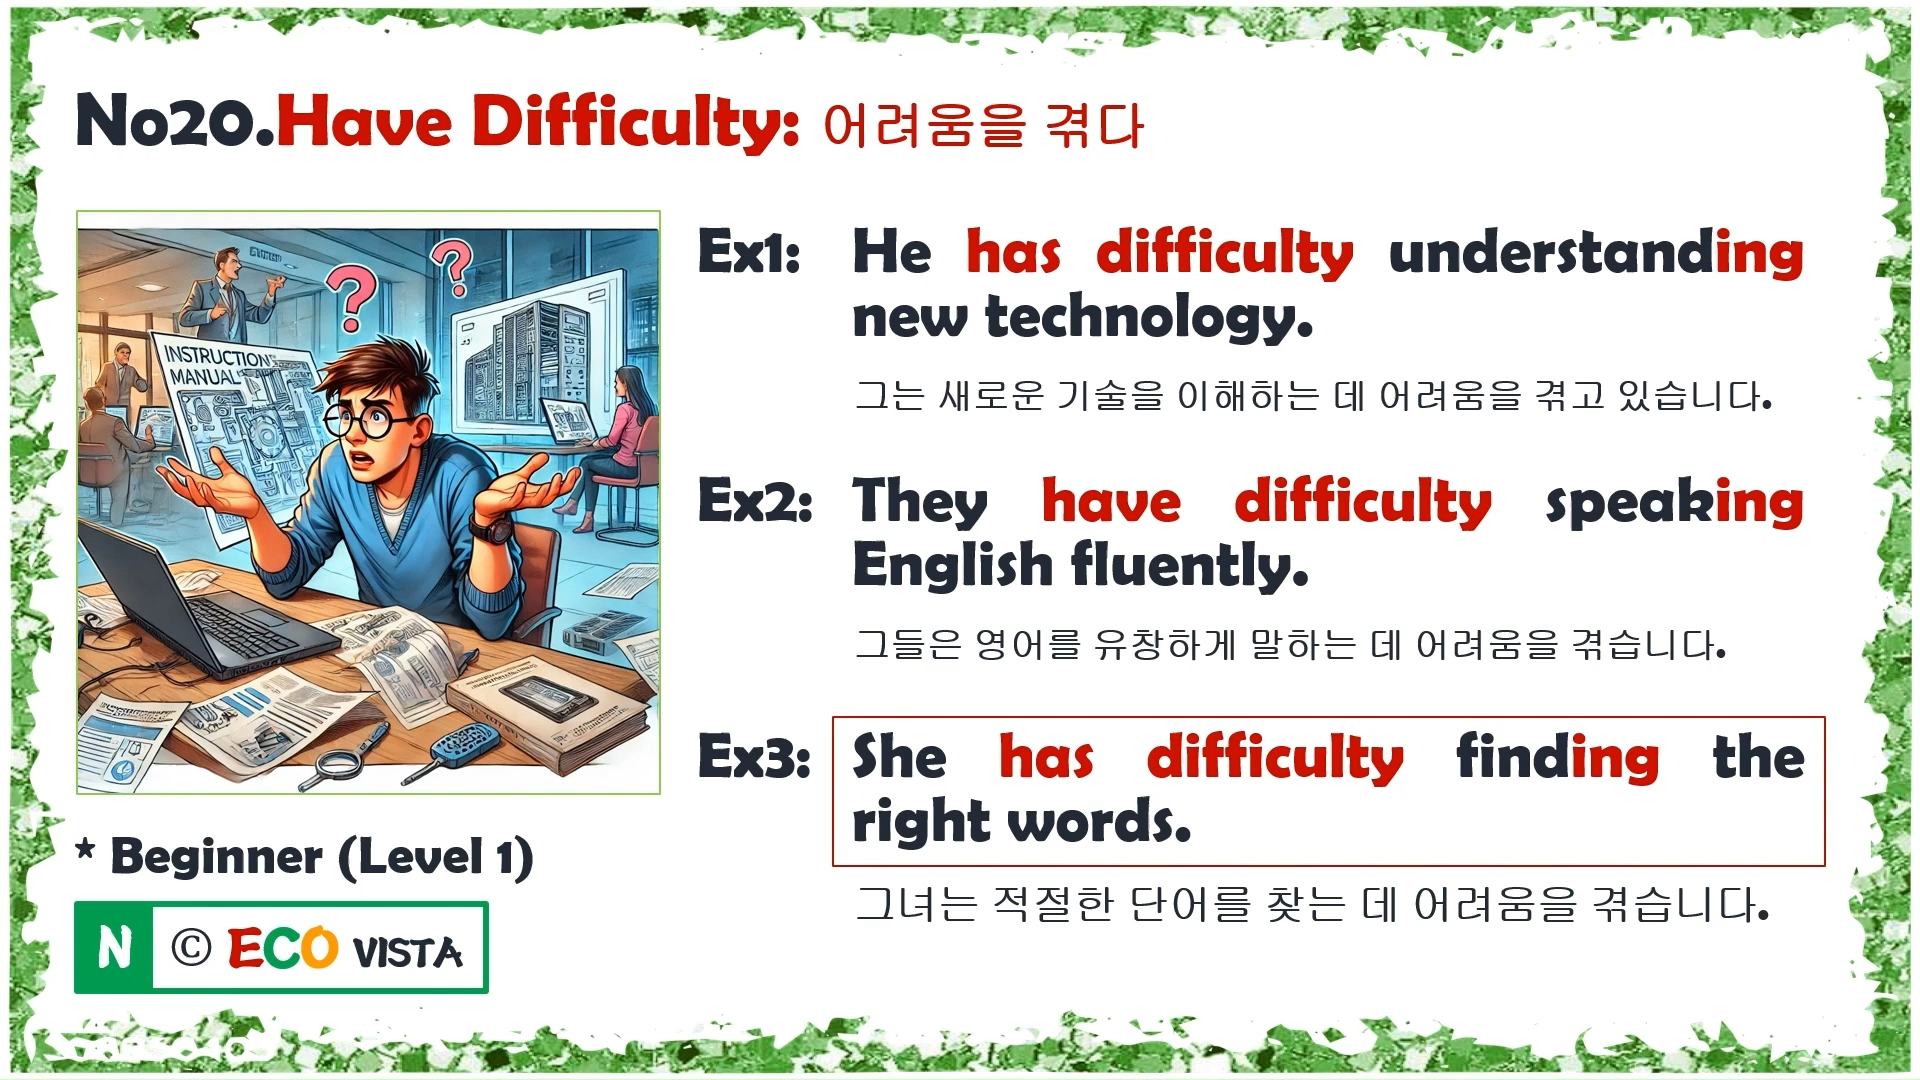 No20.Have Difficulty: 어려움을 겪다
INSTRUCTION
MANUAL
Ex1: He has difficulty understanding
new technology.
그는 새로운 기술을 이해하는 데 어려움을 겪고 있습니다.
Ex2: They have difficulty speaking
English fluently.
그들은 영어를 유창하게 말하는 데 어려움을 겪습니다.
Ex3: She has difficulty finding the
right words.
그녀는 적절한 단어를 찾는 데 어려움을 겪습니다.
* Beginner (Level 1)
N © ECO VISTA